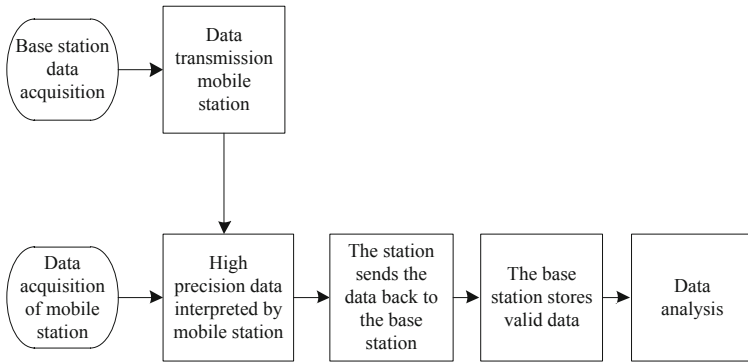 Base station
data
acquisition
Data
transmission
mobile
station
Data
acquisition
of mobile
station
High
precision data
interpreted by
mobile station
The station
sends the
data back to
the base
station
The base
station stores
valid data
Data
analysis